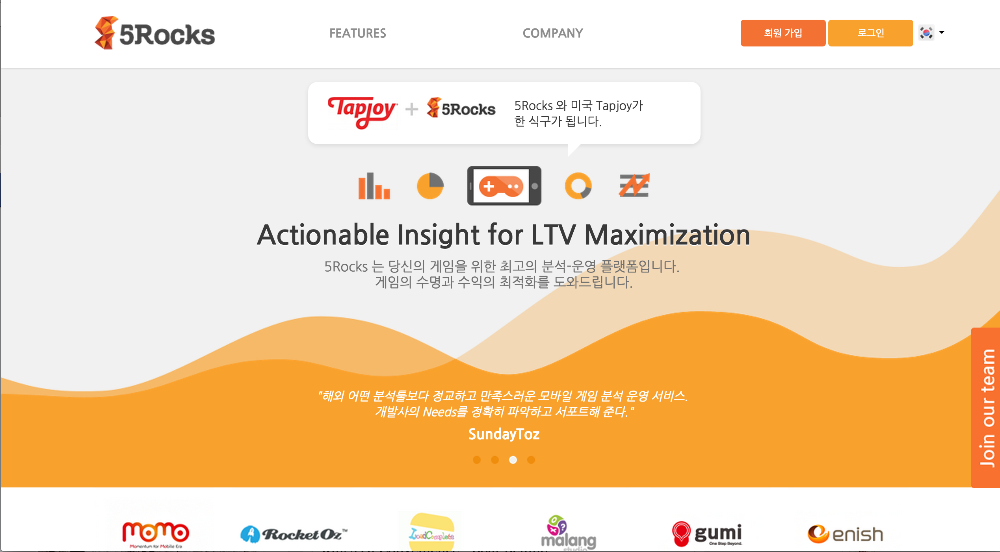 5Rocks
FEATURES
COMPANY
회원 가입
로그인
Tapjoy + 5Rocks
5Rocks 와 미국 Tapjoy가
한 식구가 됩니다.
Actionable Insight for LTV Maximization
5Rocks 는 당신의 게임을 위한 최고의 분석-운영 플랫폼입니다.
게임의 수명과 수익의 최적화를 도와드립니다.
"해외 어떤 분석툴보다 정교하고 만족스러운 모바일 게임 분석 운영 서비스.
개발사의 Needs를 정확히 파악하고 서포트해 준다."
SundayToz
Join our team
momo
Momentum for Mobile Era
RocketOz™
LoadComplete
malang
studio
gumi
One Step Beyond.
enish